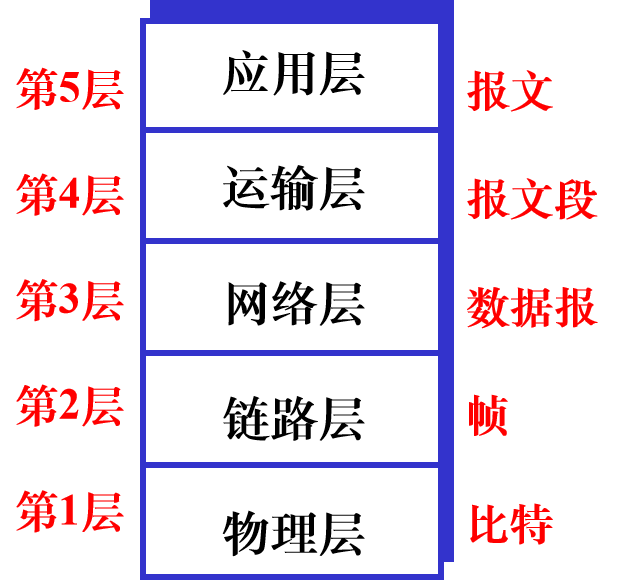 第5层 应用层 报文
第4层 运输层 报文段
第3层 网络层 数据报
第2层 链路层 帧
第1层 物理层 比特